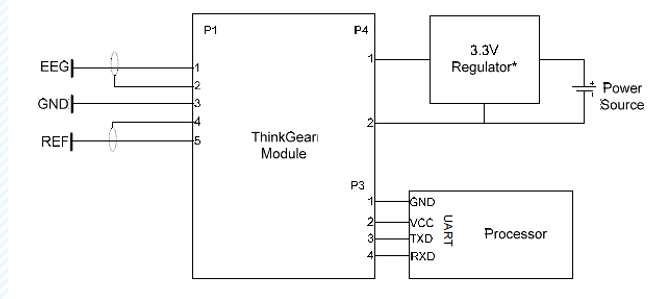 P1
P4
3.3V
Regulator*
1
EEG
1
2
+
Power
Source
GND
3
4
2
REF
5
ThinkGear
Module
P3
1
GND
2
VCC
UART
Processor
3
TXD
4
RXD